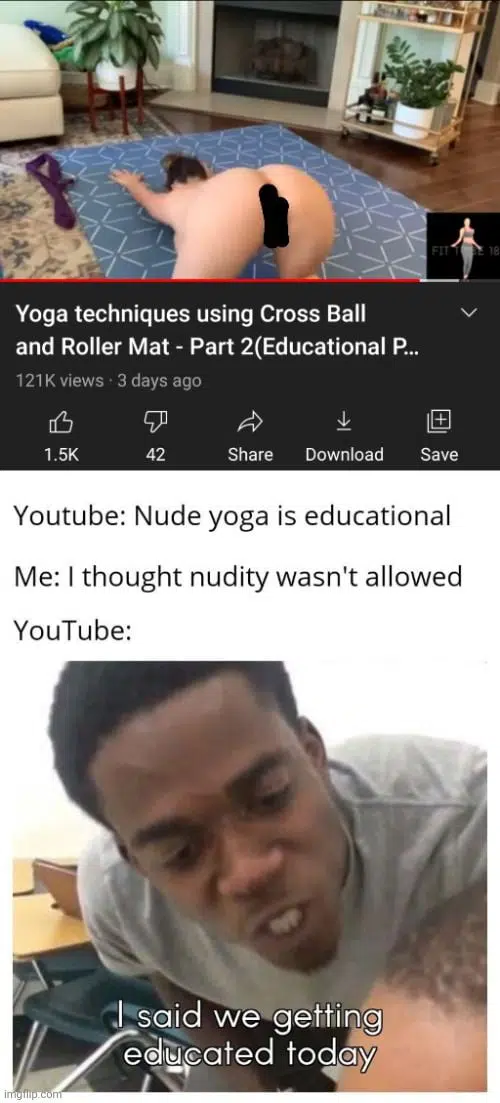 FIT
18
Yoga techniques using Cross Ball
and Roller Mat - Part 2(Educational P...
121K views · 3 days ago
1.5K
42
Share
Download
Save
Youtube: Nude yoga is educational
Me: I thought nudity wasn't allowed
YouTube:
I said we getting
educated today
imgflip.com